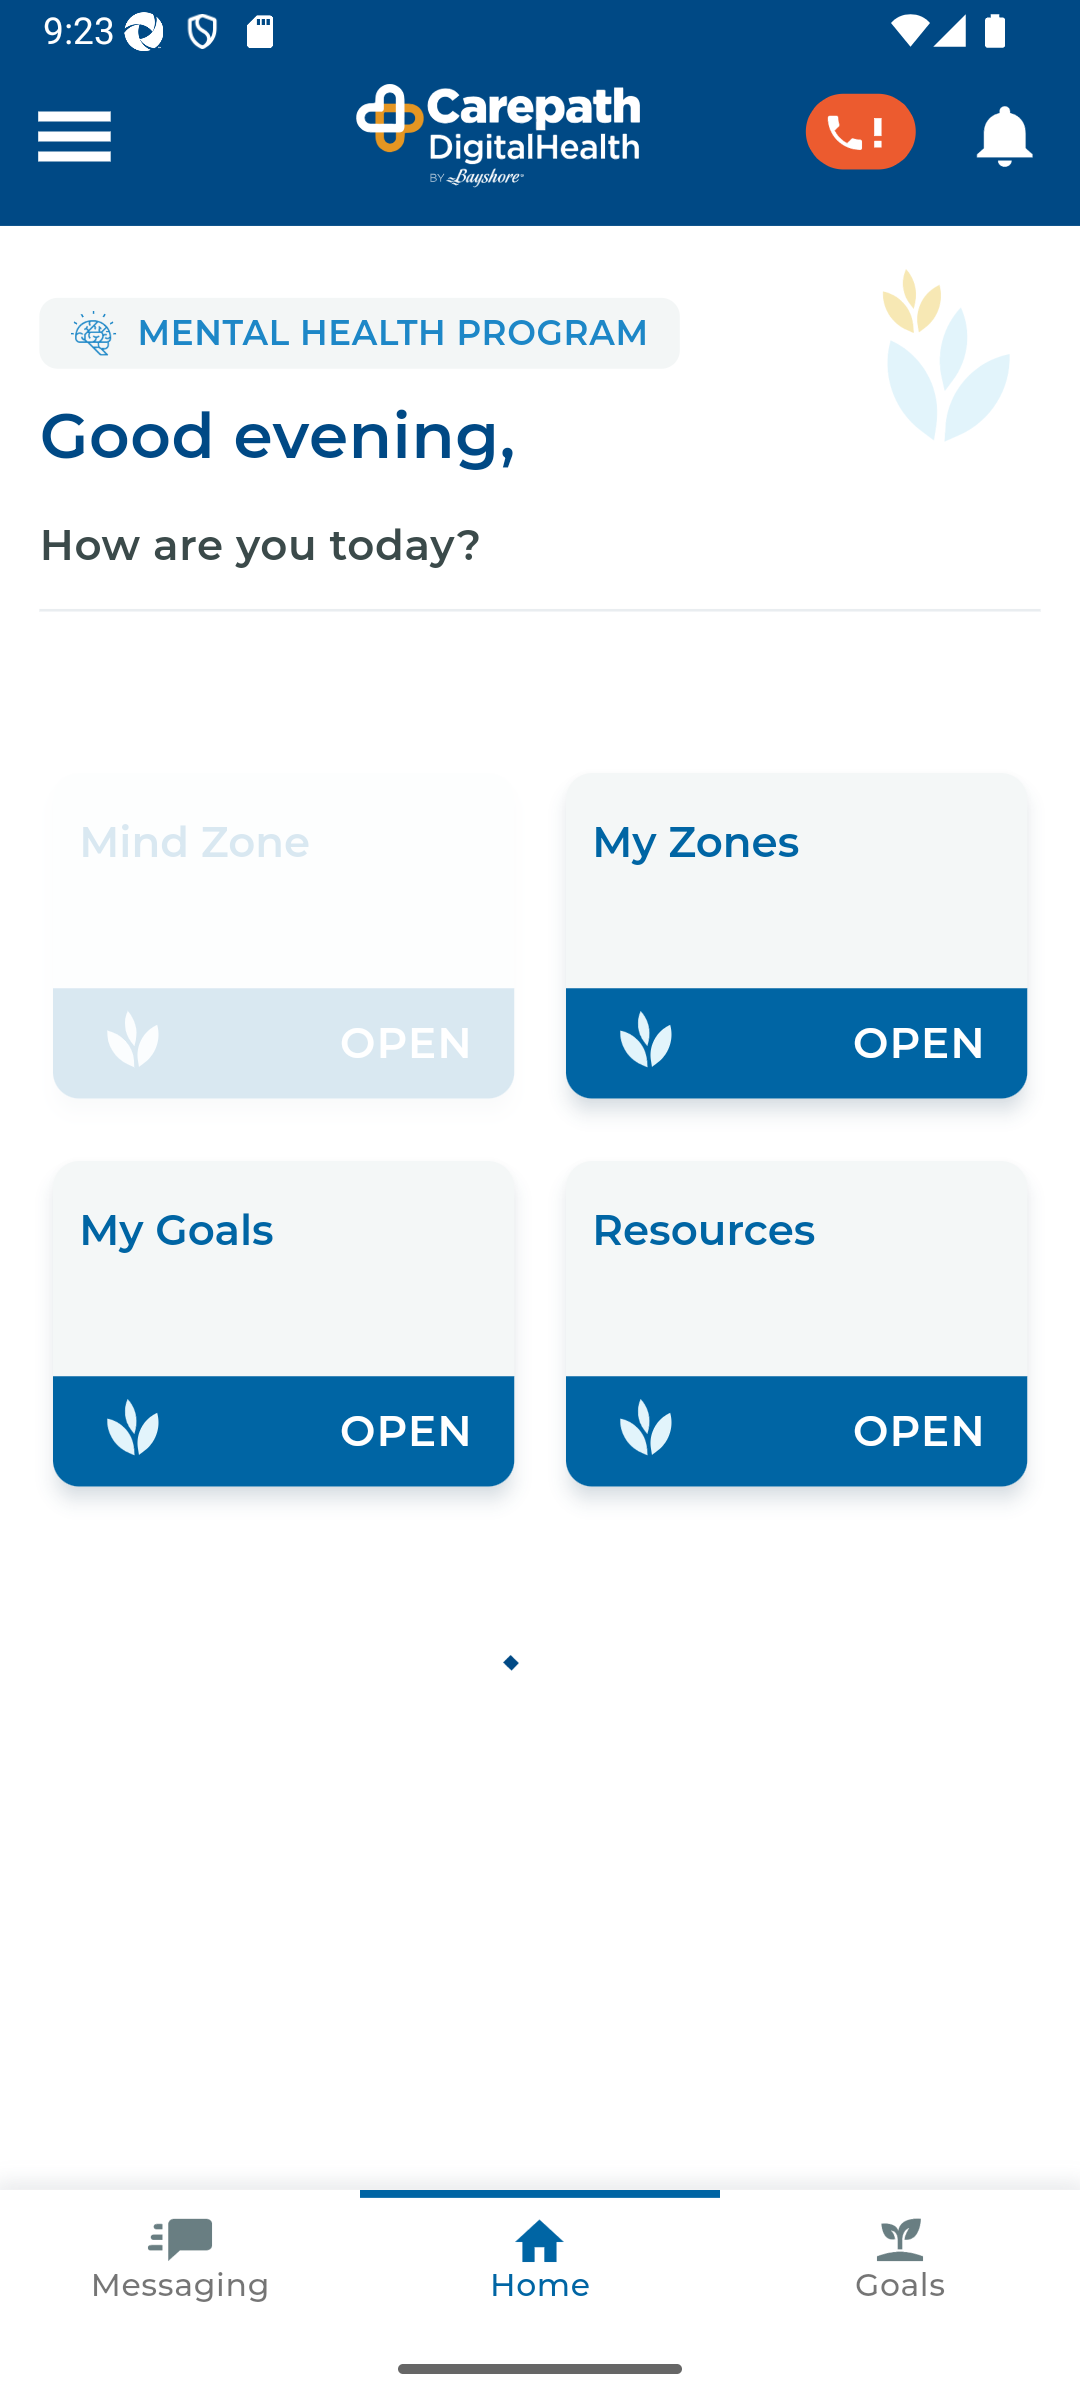 9:23
Carepath
DigitalHealth
BY Bayshore
MENTAL HEALTH PROGRAM
Good evening,
How are you today?
Mind Zone
My Zones
OPEN
OPEN
My Goals
Resources
OPEN
OPEN
Messaging
Home
Goals